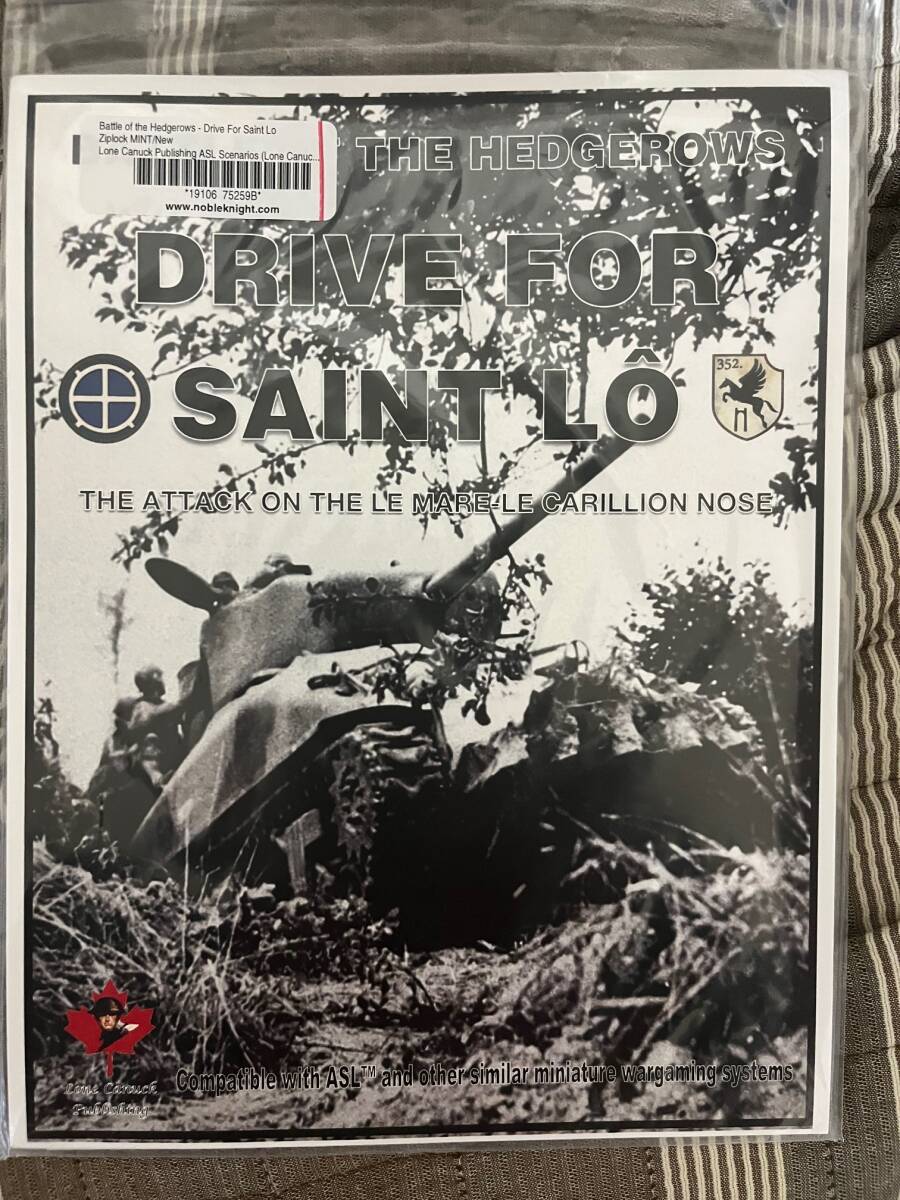 Battle of the Hedgerows - Drive For Saint Lo
Ziplock MINT/New
Lone Canuck Publishing ASL Scenarios (Lone Canuc...
*19106 75259B*
www.nobleknight.com
THE HEDGEROWS
DRIVE FOR
SAINT LÔ
352.
THE ATTACK ON THE LE MARE-LE CARILLION NOSE
Lone Canuck
Publishing
Compatible with ASL™ and other similar miniature wargaming systems